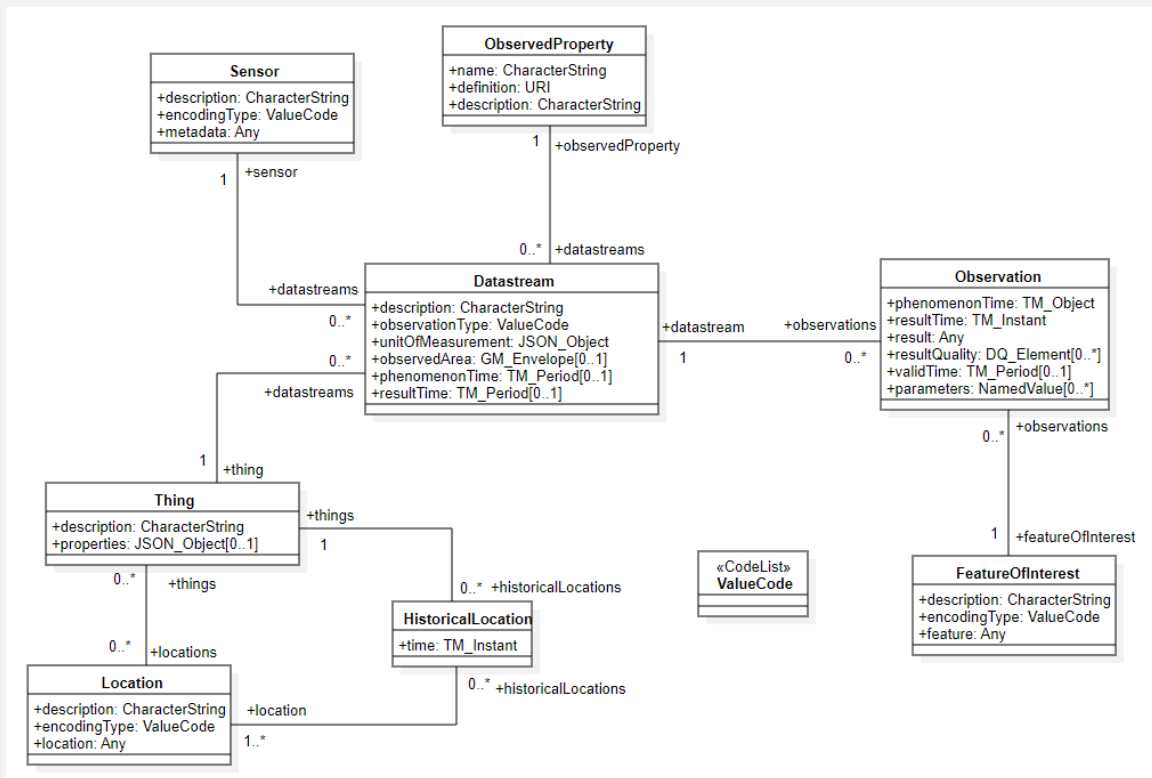 ObservedProperty
+name: CharacterString
+definition: URI
+description: CharacterString
1
+observedProperty
0..*
+datastreams
Sensor
+description: CharacterString
+encodingType: ValueCode
+metadata: Any
1
+sensor
+datastreams
0..*
Datastream
+description: CharacterString
+observationType: ValueCode
+unitOfMeasurement: JSON_Object
+observedArea: GM_Envelope[0..1]
+phenomenonTime: TM_Period[0..1]
+resultTime: TM_Period[0..1]
+datastream
1
+observations
0..*
Observation
+phenomenonTime: TM_Object
+resultTime: TM_Instant
+result: Any
+resultQuality: DQ_Element[0..*]
+validTime: TM_Period[0..1]
+parameters: NamedValue[0..*]
0..*
+datastreams
1
+thing
Thing
+description: CharacterString
+properties: JSON_Object[0..1]
+things
1
0..*
+historicalLocations
HistoricalLocation
+time: TM_Instant
0..*
+historicalLocations
0..*
+things
0..*
+locations
Location
+description: CharacterString
+encodingType: ValueCode
+location: Any
+location
1..*
«CodeList»
ValueCode
+observations
0..*
1
+featureOfInterest
FeatureOfInterest
+description: CharacterString
+encodingType: ValueCode
+feature: Any